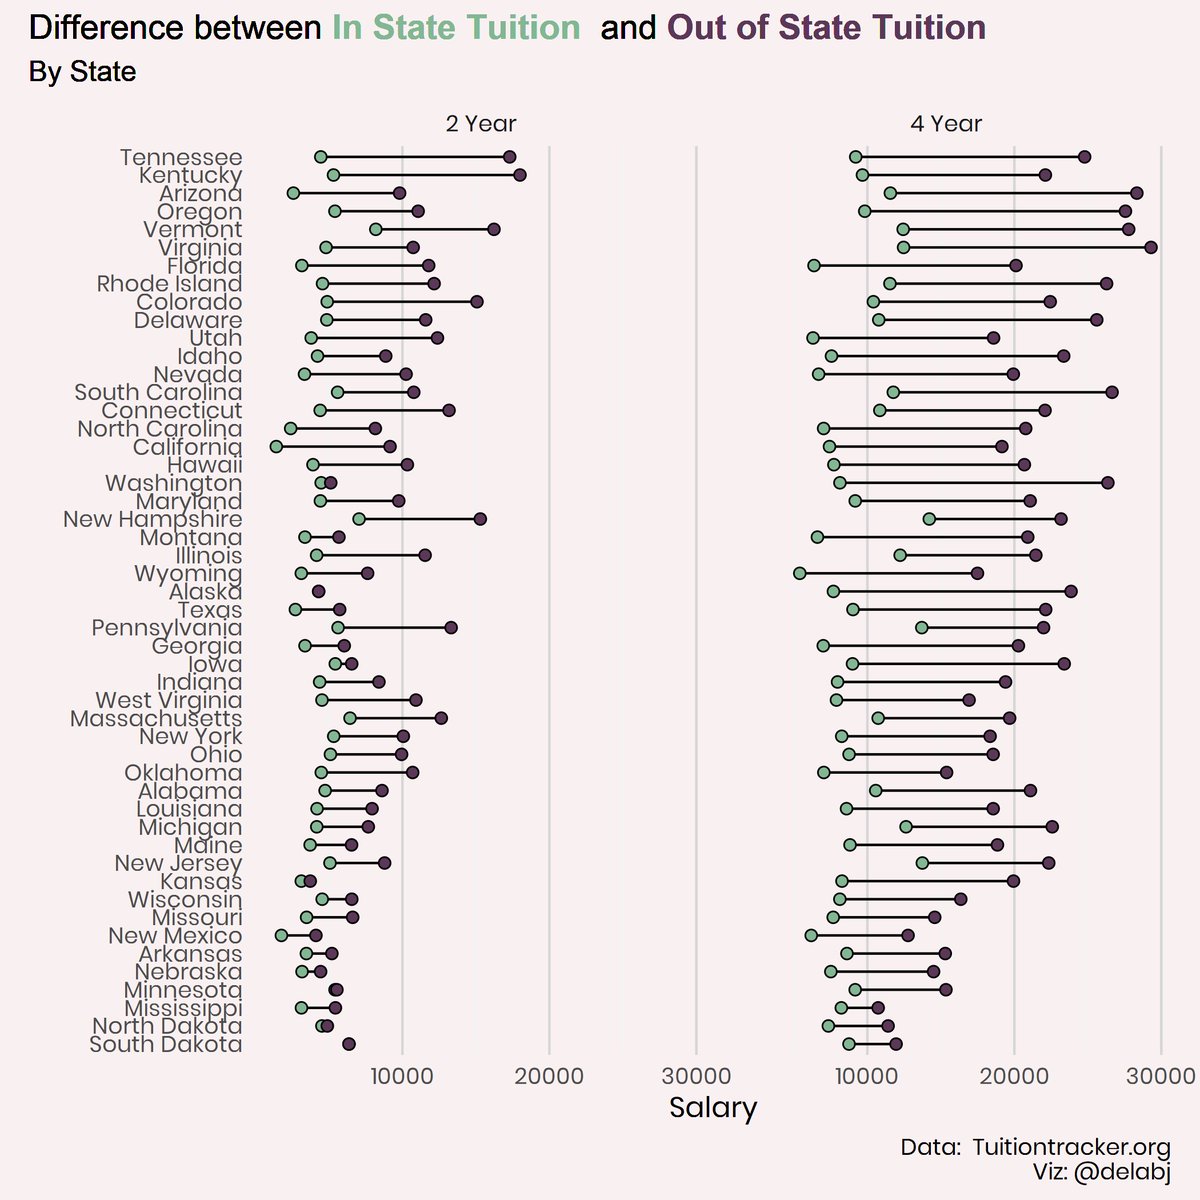 Difference between In State Tuition and Out of State Tuition
By State
2 Year 4 Year
Tennessee
Kentucky
Arizona
Oregon
Vermont
Virginia
Florida
Rhode Island
Colorado
Delaware
Utah
Idaho
Nevada
South Carolina
Connecticut
North Carolina
California
Hawaii
Washington
Maryland
New Hampshire
Montana
Illinois
Wyoming
Alaska
Texas
Pennsylvania
Georgia
Iowa
Indiana
West Virginia
Massachusetts
New York
Ohio
Oklahoma
Alabama
Louisiana
Michigan
Maine
New Jersey
Kansas
Wisconsin
Missouri
New Mexico
Arkansas
Nebraska
Minnesota
Mississippi
North Dakota
South Dakota
10000 20000 30000 10000 20000 30000
Salary
Data: Tuitiontracker.org
Viz: @delabj